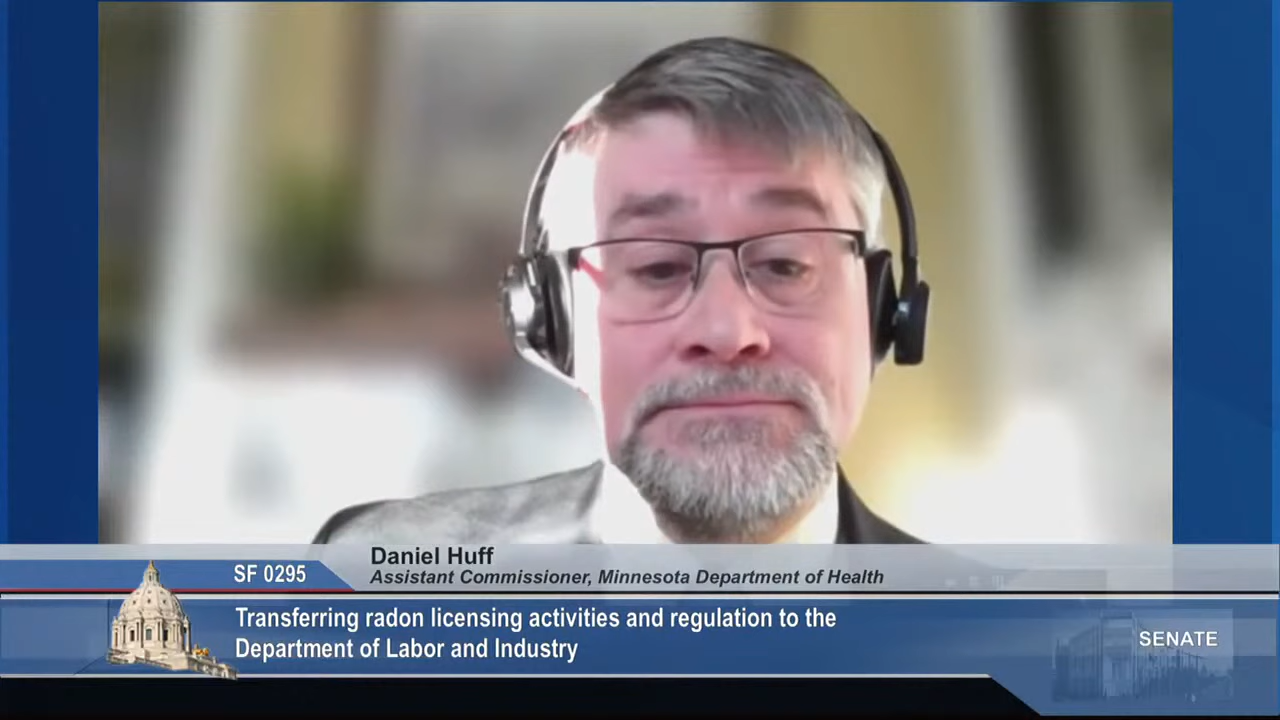 Daniel Huff
Assistant Commissioner, Minnesota Department of Health
SF 0295
Transferring radon licensing activities and regulation to the
Department of Labor and Industry
SENATE